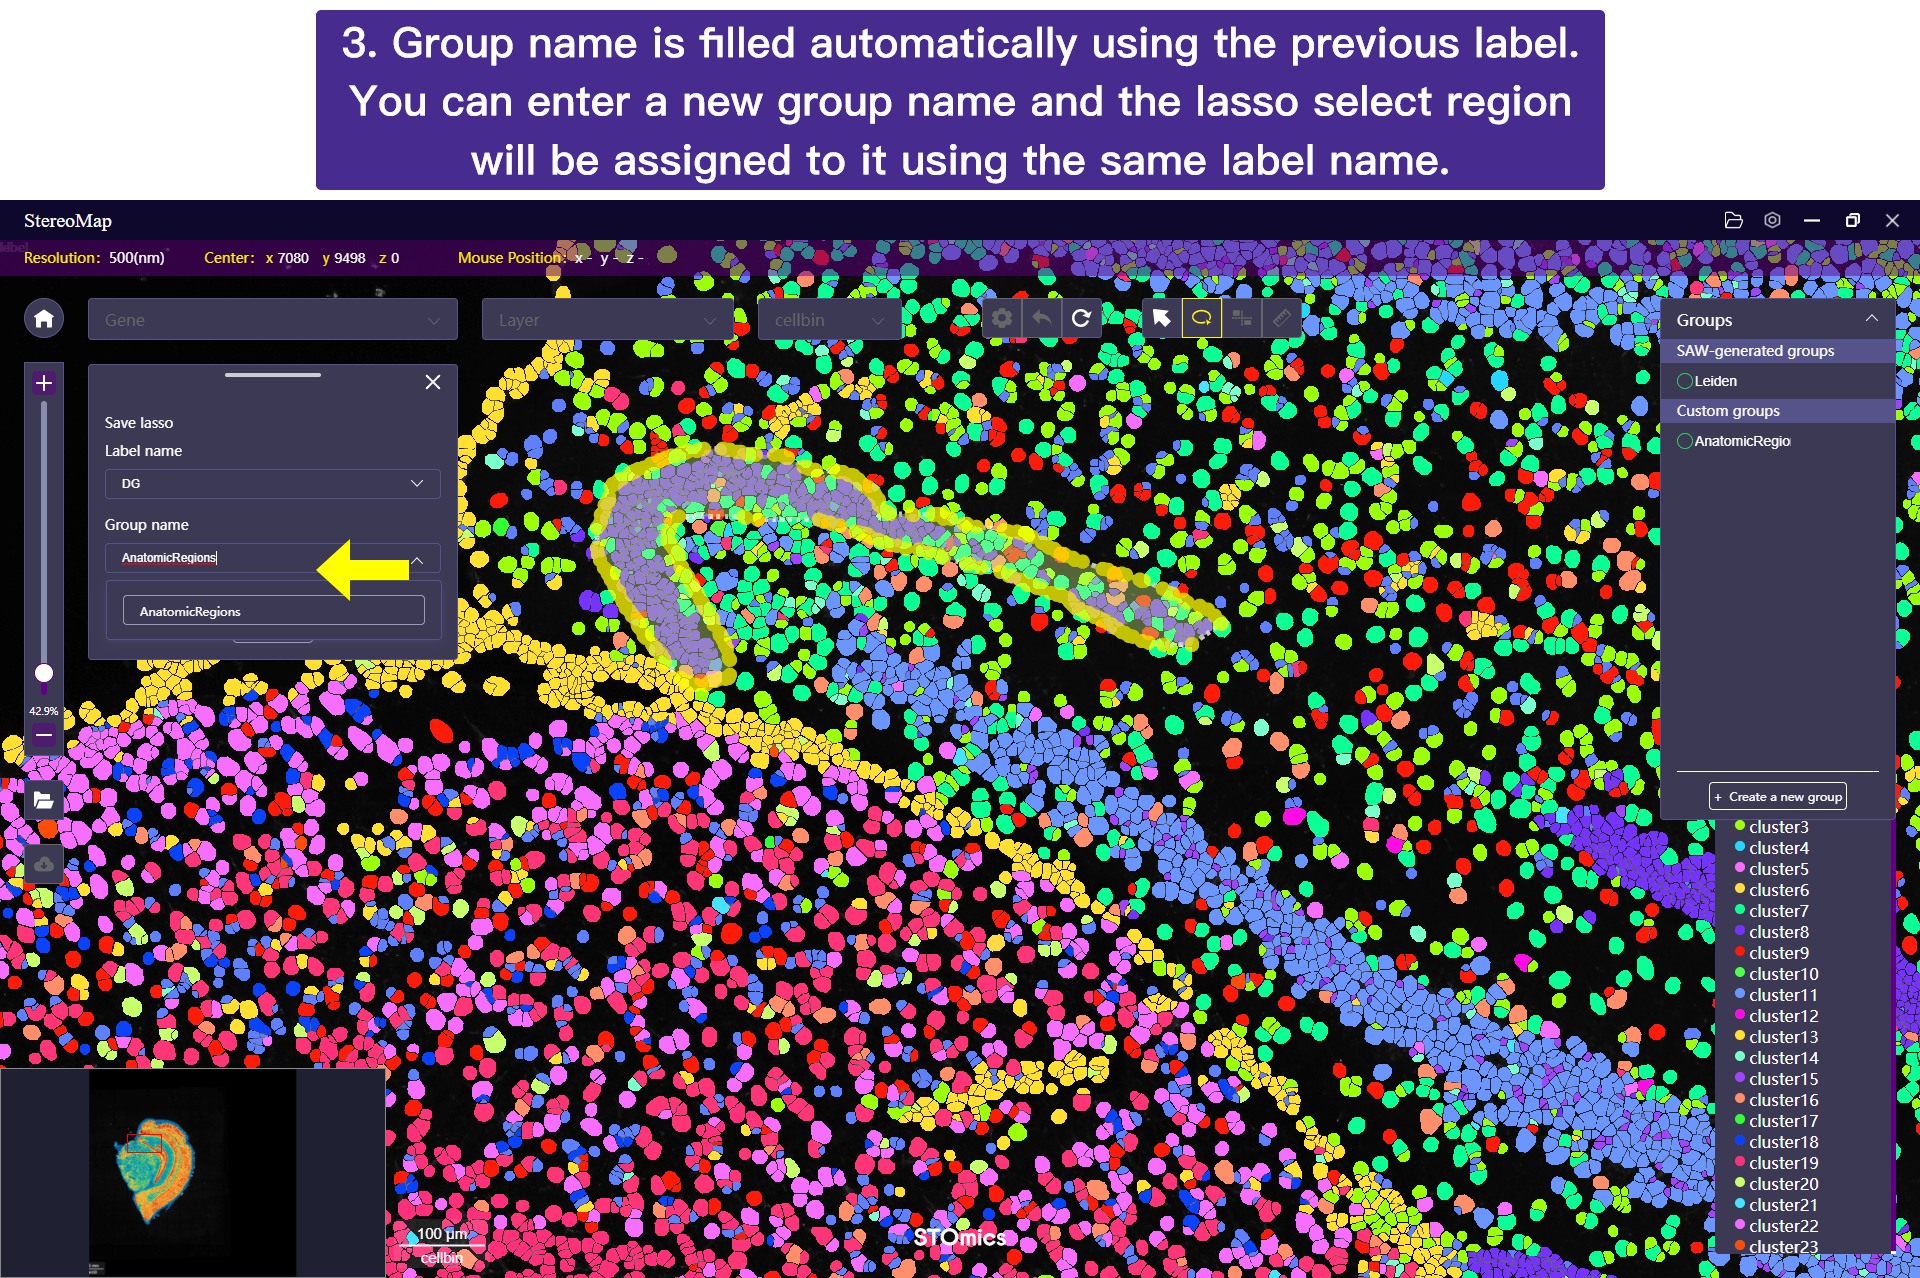 3. Group name is filled automatically using the previous label.
You can enter a new group name and the lasso select region
will be assigned to it using the same label name.
StereoMap
Resolution: 500(nm) Center: x 7080 y 9498 z 0 Mouse Position: x - y - z -
Gene
Layer
cellbin
Groups
SAW-generated groups
Leiden
Custom groups
AnatomicRegio
+ Create a new group
Save lasso
Label name
DG
Group name
AnatomicRegions
AnatomicRegions
42.9%
cluster3
cluster4
cluster5
cluster6
cluster7
cluster8
cluster9
cluster10
cluster11
cluster12
cluster13
cluster14
cluster15
cluster16
cluster17
cluster18
cluster19
cluster20
cluster21
cluster22
cluster23
100 μm
cellbin
STOmics